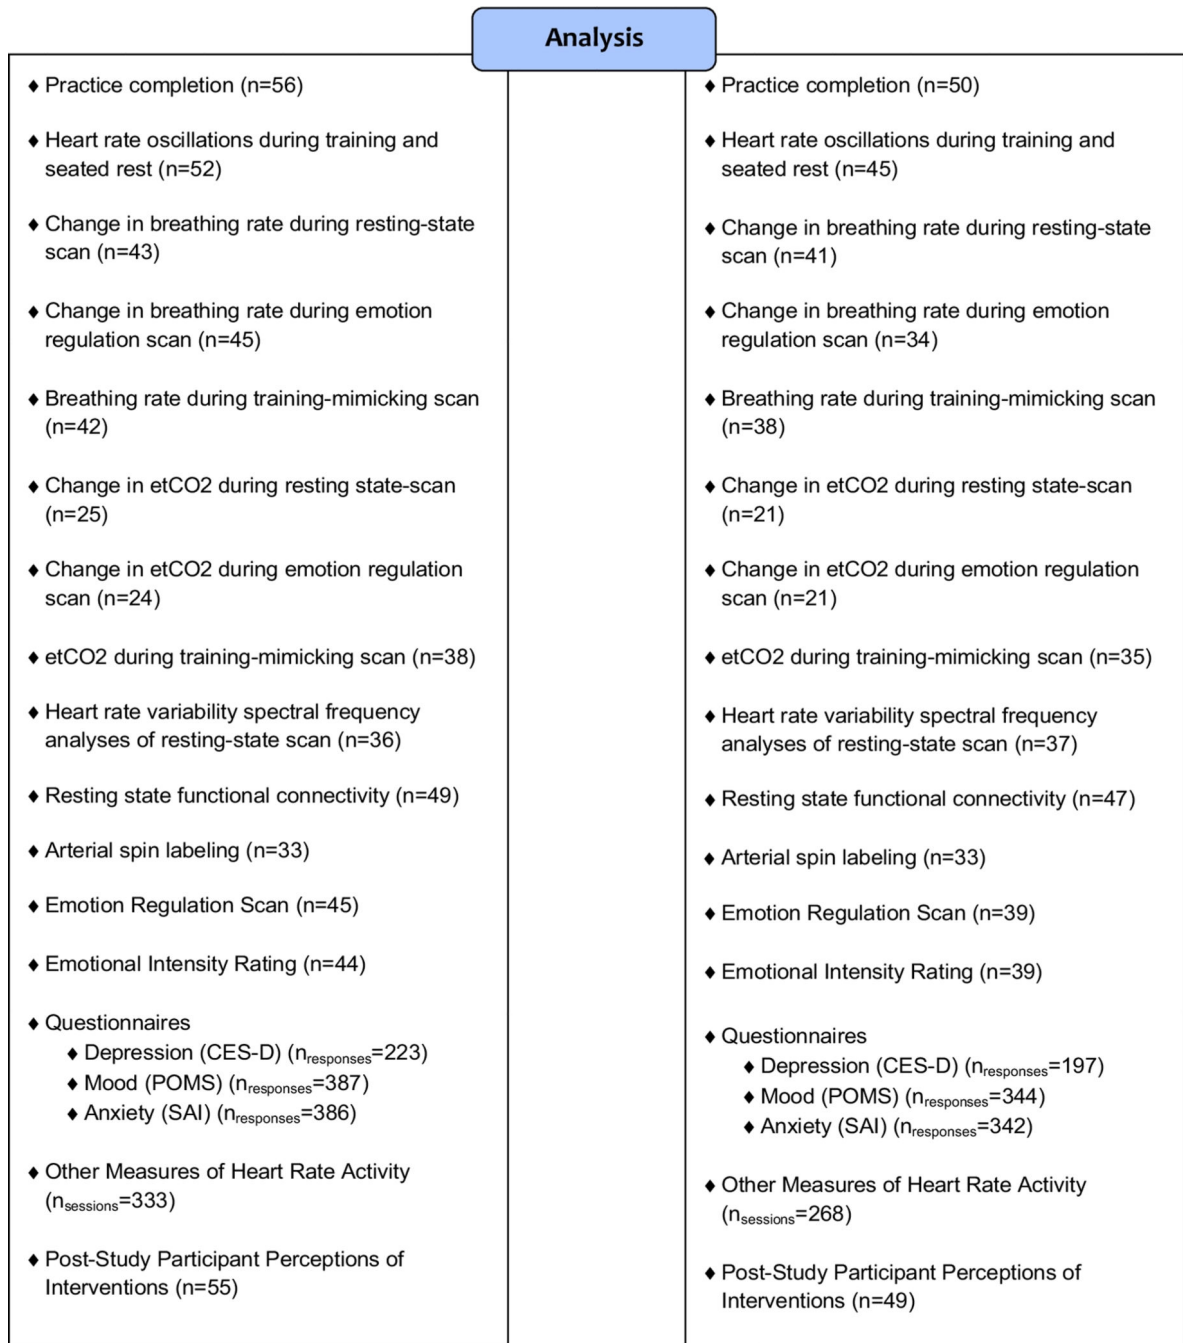 Analysis
♦ Practice completion (n=56)
♦ Heart rate oscillations during training and
seated rest (n=52)
♦ Change in breathing rate during resting-state
scan (n=43)
♦ Change in breathing rate during emotion
regulation scan (n=45)
♦ Breathing rate during training-mimicking scan
(n=42)
♦ Change in etCO2 during resting state-scan
(n=25)
♦ Change in etCO2 during emotion regulation
scan (n=24)
♦ etCO2 during training-mimicking scan (n=38)
♦ Heart rate variability spectral frequency
analyses of resting-state scan (n=36)
♦ Resting state functional connectivity (n=49)
♦ Arterial spin labeling (n=33)
♦ Emotion Regulation Scan (n=45)
♦ Emotional Intensity Rating (n=44)
♦ Questionnaires
♦ Depression (CES-D) (nresponses=223)
♦ Mood (POMS) (nresponses=387)
♦ Anxiety (SAI) (nresponses=386)
♦ Other Measures of Heart Rate Activity
(nsessions=333)
♦ Post-Study Participant Perceptions of
Interventions (n=55)
♦ Practice completion (n=50)
♦ Heart rate oscillations during training and
seated rest (n=45)
♦ Change in breathing rate during resting-state
scan (n=41)
♦ Change in breathing rate during emotion
regulation scan (n=34)
♦ Breathing rate during training-mimicking scan
(n=38)
♦ Change in etCO2 during resting state-scan
(n=21)
♦ Change in etCO2 during emotion regulation
scan (n=21)
♦ etCO2 during training-mimicking scan (n=35)
♦ Heart rate variability spectral frequency
analyses of resting-state scan (n=37)
♦ Resting state functional connectivity (n=47)
♦ Arterial spin labeling (n=33)
♦ Emotion Regulation Scan (n=39)
♦ Emotional Intensity Rating (n=39)
♦ Questionnaires
♦ Depression (CES-D) (nresponses=197)
♦ Mood (POMS) (nresponses=344)
♦ Anxiety (SAI) (nresponses=342)
♦ Other Measures of Heart Rate Activity
(nsessions=268)
♦ Post-Study Participant Perceptions of
Interventions (n=49)